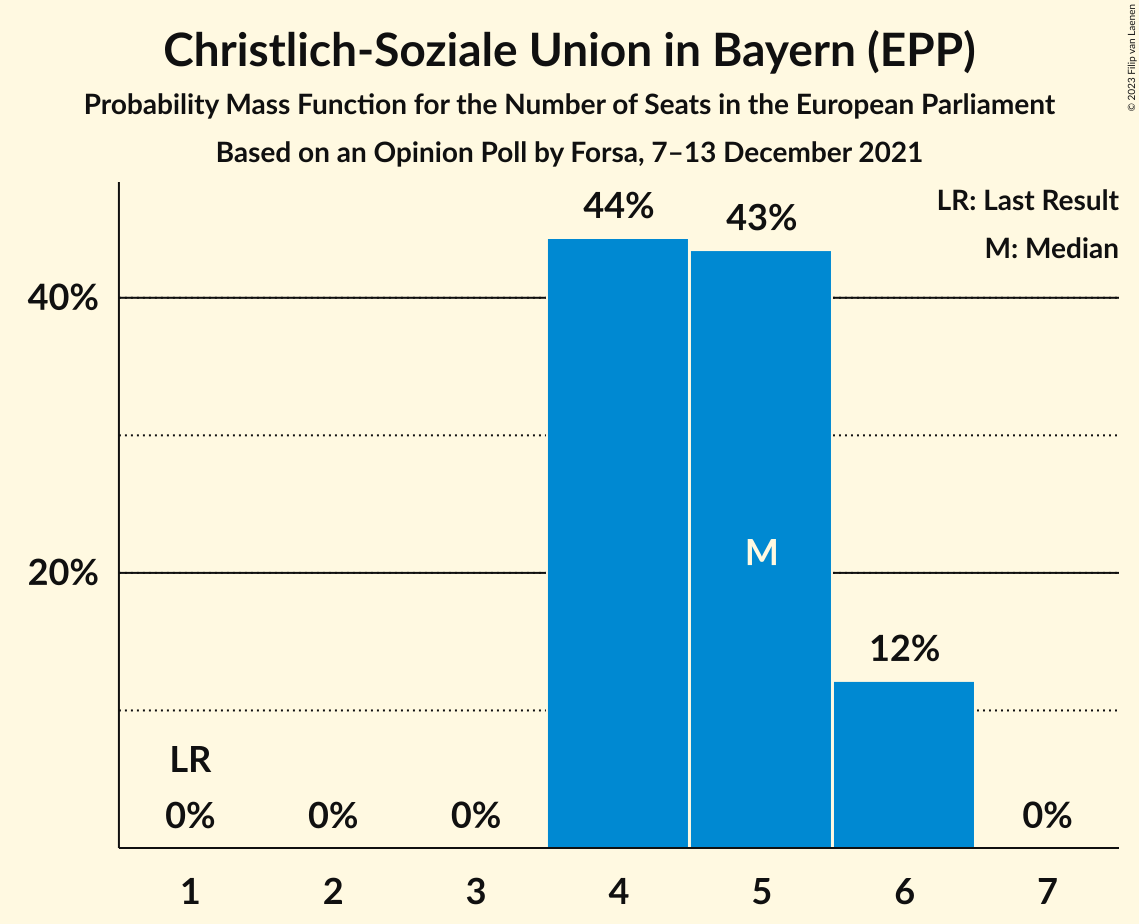 Christlich-Soziale Union in Bayern (EPP)
Probability Mass Function for the Number of Seats in the European Parliament
Based on an Opinion Poll by Forsa, 7–13 December 2021
© 2023 Filip van Laenen
LR: Last Result
M: Median
44%
43%
40%
M
20%
12%
LR
0%
0%
0%
0%
1 2 3 4 5 6 7